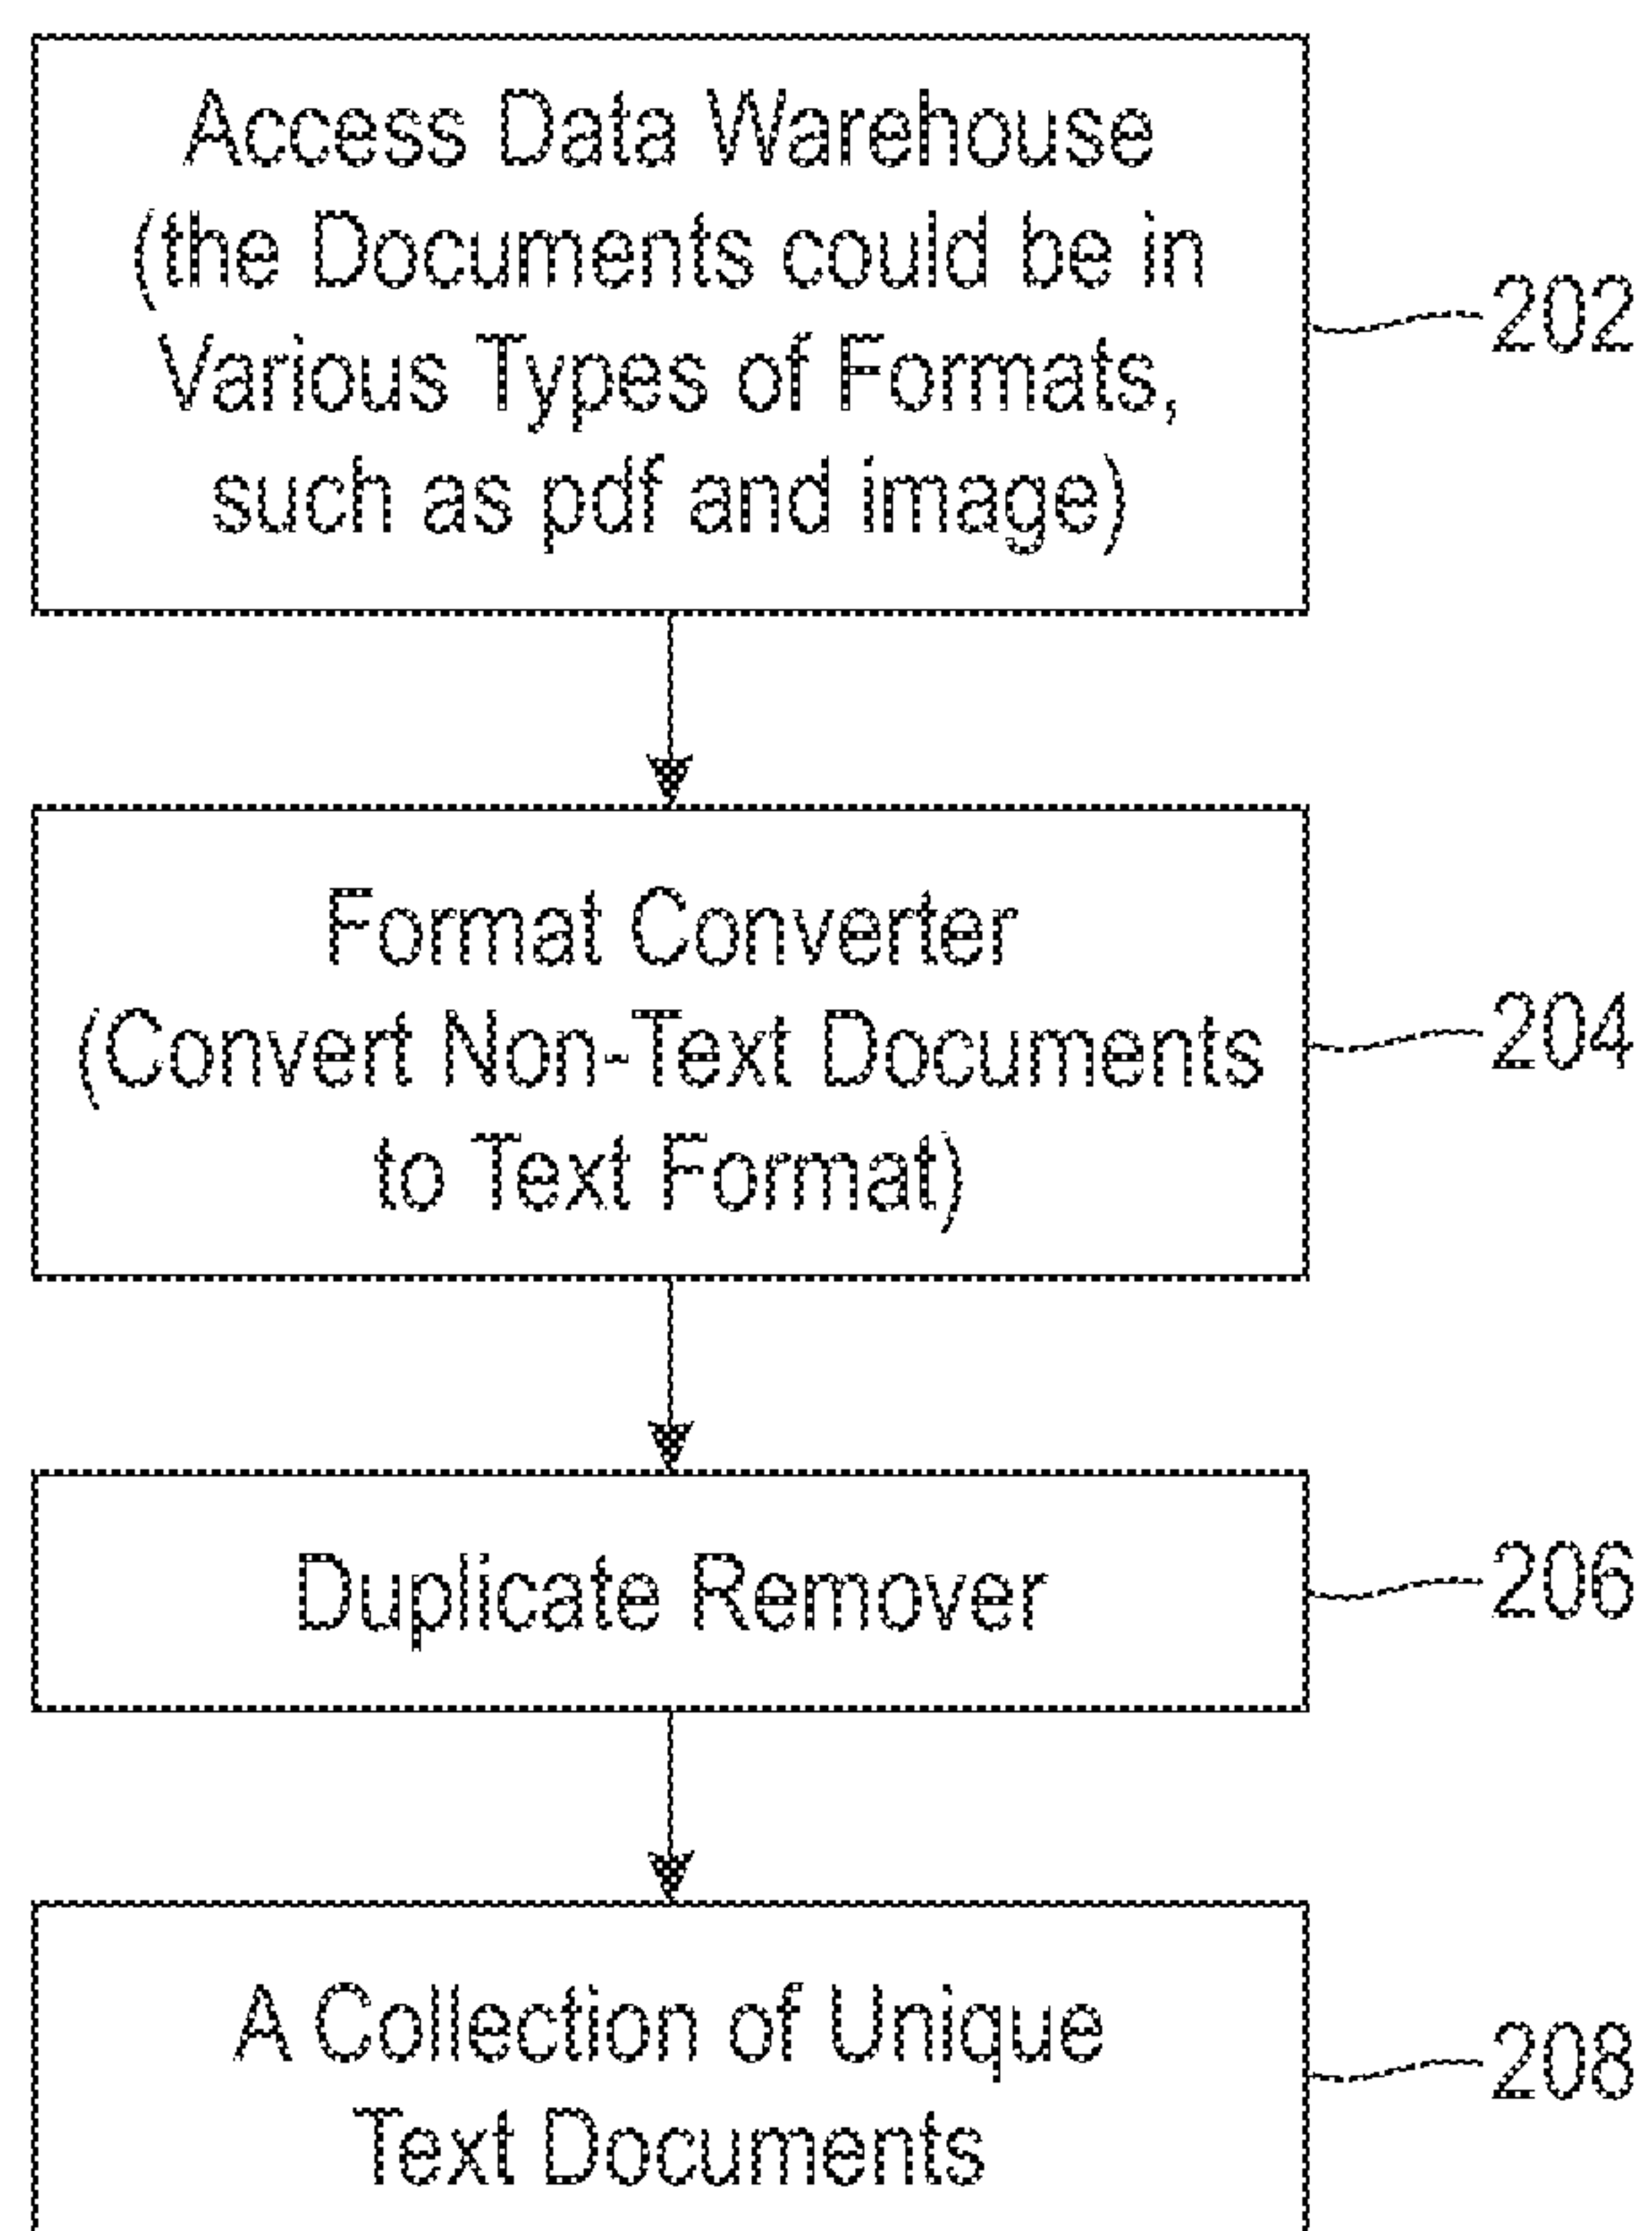 Access Data Warehouse
(the Documents could be in
Various Types of Formats,
such as pdf and image)
202
Format Converter
(Convert Non-Text Documents
to Text Format)
204
Duplicate Remover
206
A Collection of Unique
Text Documents
208